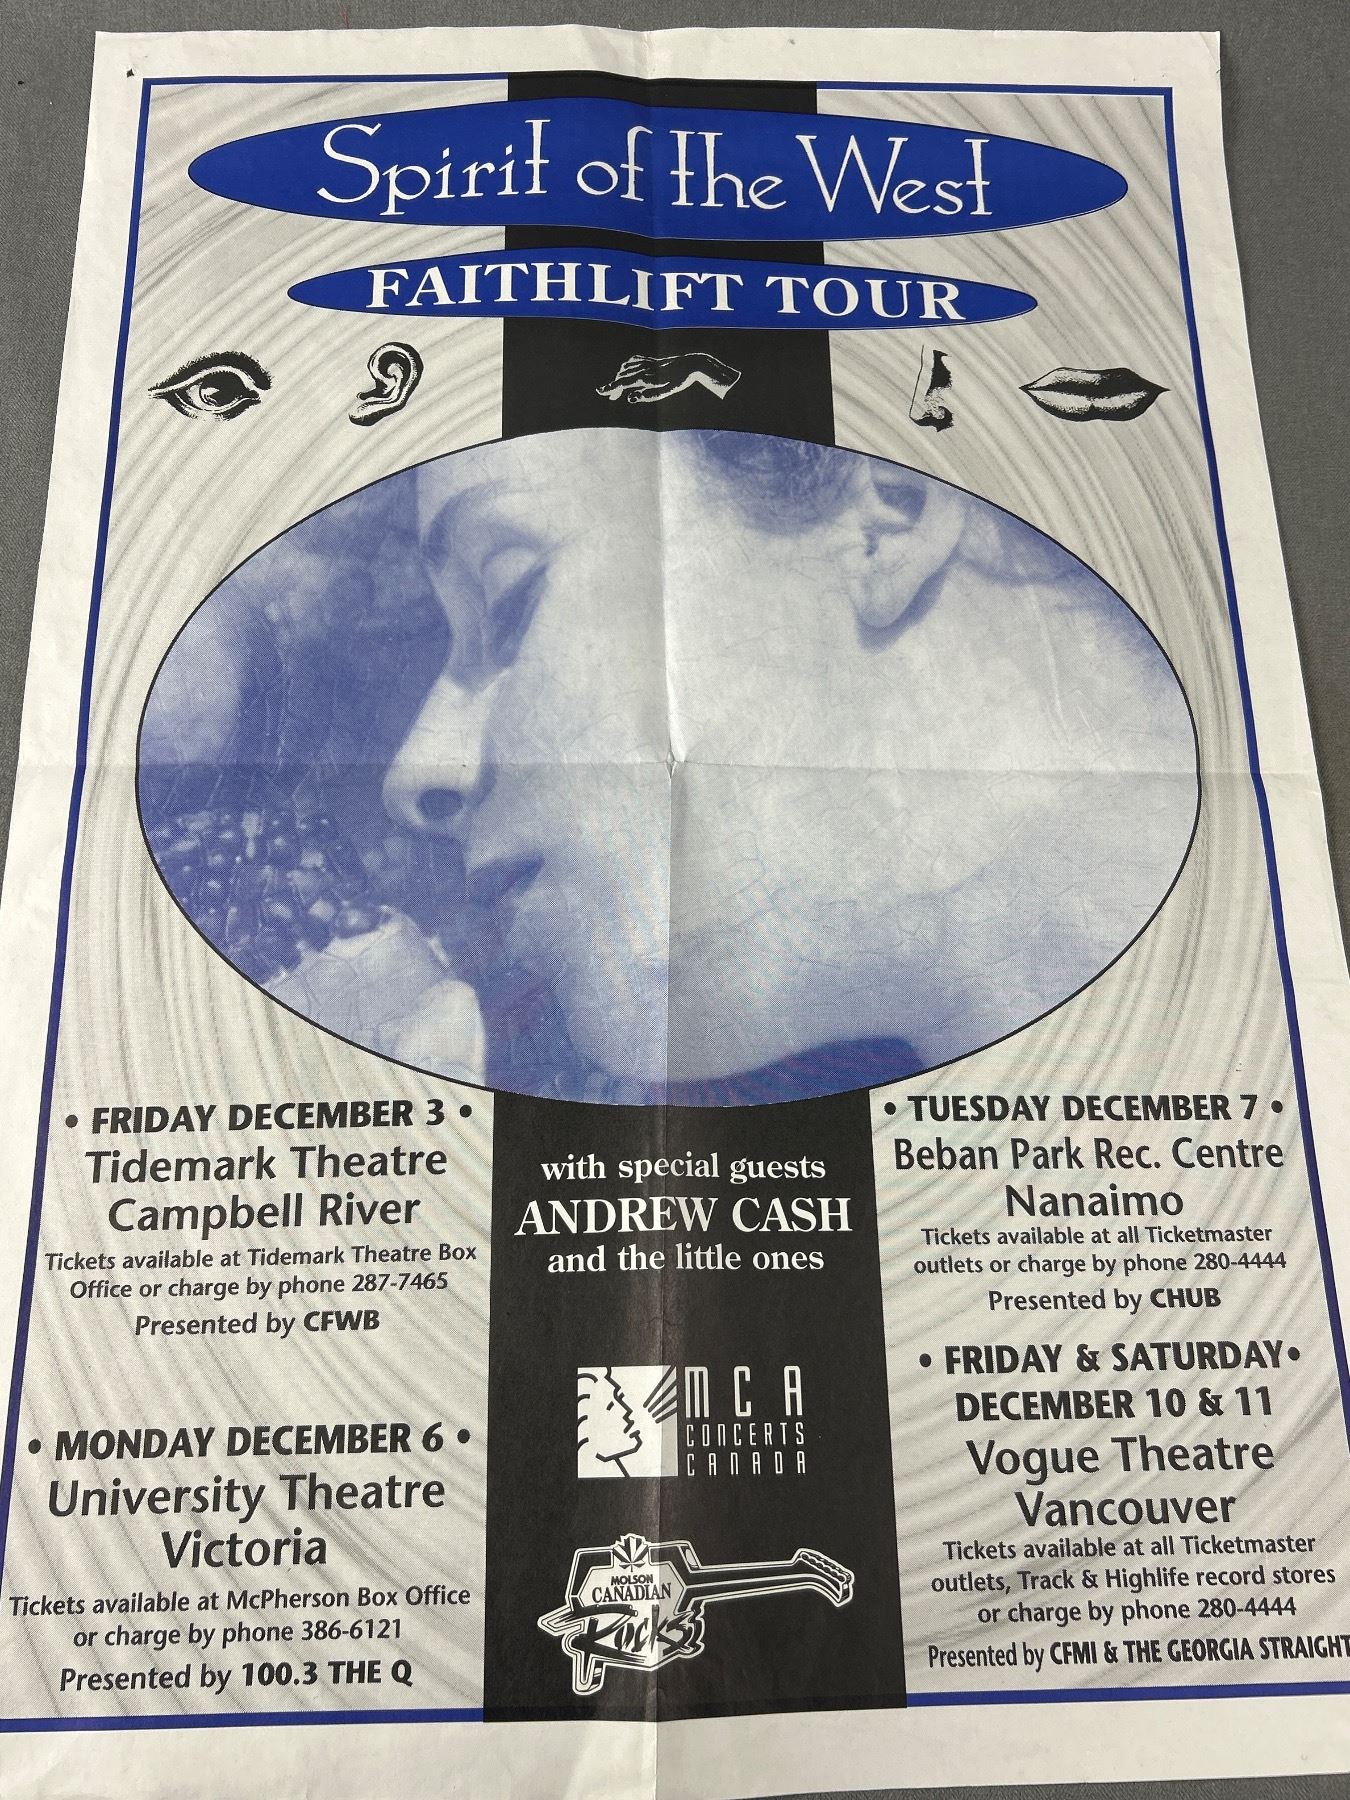 Spirit of the West
FAITHLIFT TOUR
• FRIDAY DECEMBER 3 •
Tidemark Theatre
Campbell River
Tickets available at Tidemark Theatre Box
Office or charge by phone 287-7465
Presented by CFWB
• MONDAY DECEMBER 6 •
University Theatre
Victoria
Tickets available at McPherson Box Office
or charge by phone 386-6121
Presented by 100.3 THE Q
with special guests
ANDREW CASH
and the little ones
MCA
CONCERTS
CANADA
MOLSON
CANADIAN
Rocks
• TUESDAY DECEMBER 7 •
Beban Park Rec. Centre
Nanaimo
Tickets available at all Ticketmaster
outlets or charge by phone 280-4444
Presented by CHUB
• FRIDAY & SATURDAY•
DECEMBER 10 & 11
Vogue Theatre
Vancouver
Tickets available at all Ticketmaster
outlets, Track & Highlife record stores
or charge by phone 280-4444
Presented by CFMI & THE GEORGIA STRAIGHT